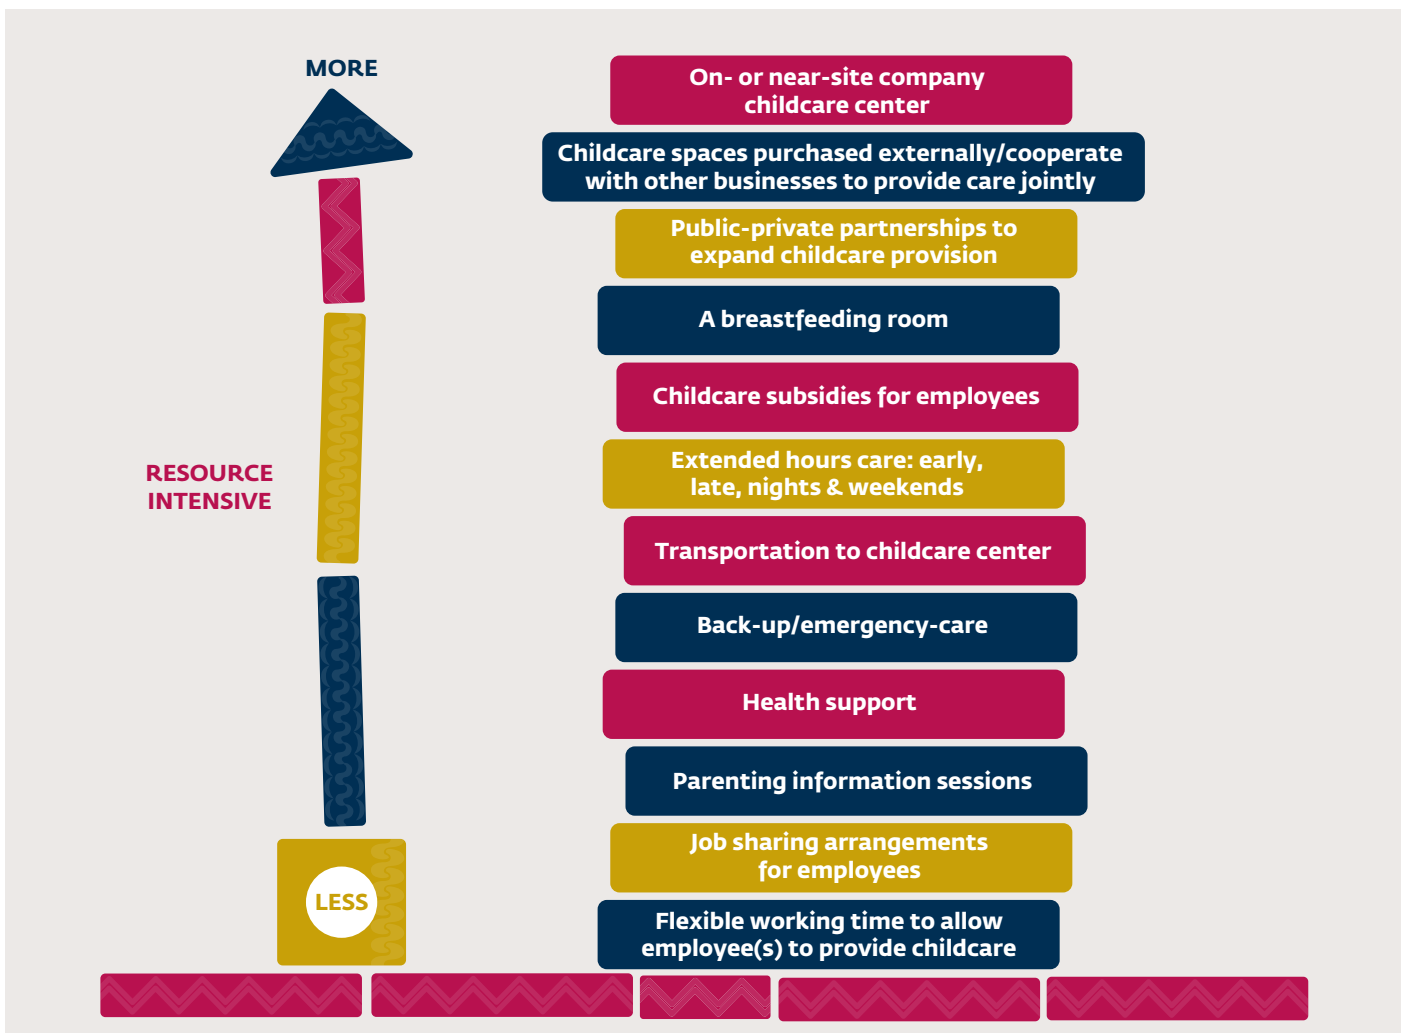 MORE
On- or near-site company
childcare center
Childcare spaces purchased externally/cooperate
with other businesses to provide care jointly
Public-private partnerships to
expand childcare provision
A breastfeeding room
Childcare subsidies for employees
Extended hours care: early,
late, nights & weekends
RESOURCE
INTENSIVE
Transportation to childcare center
Back-up/emergency-care
Health support
Parenting information sessions
Job sharing arrangements
for employees
LESS
Flexible working time to allow
employee(s) to provide childcare